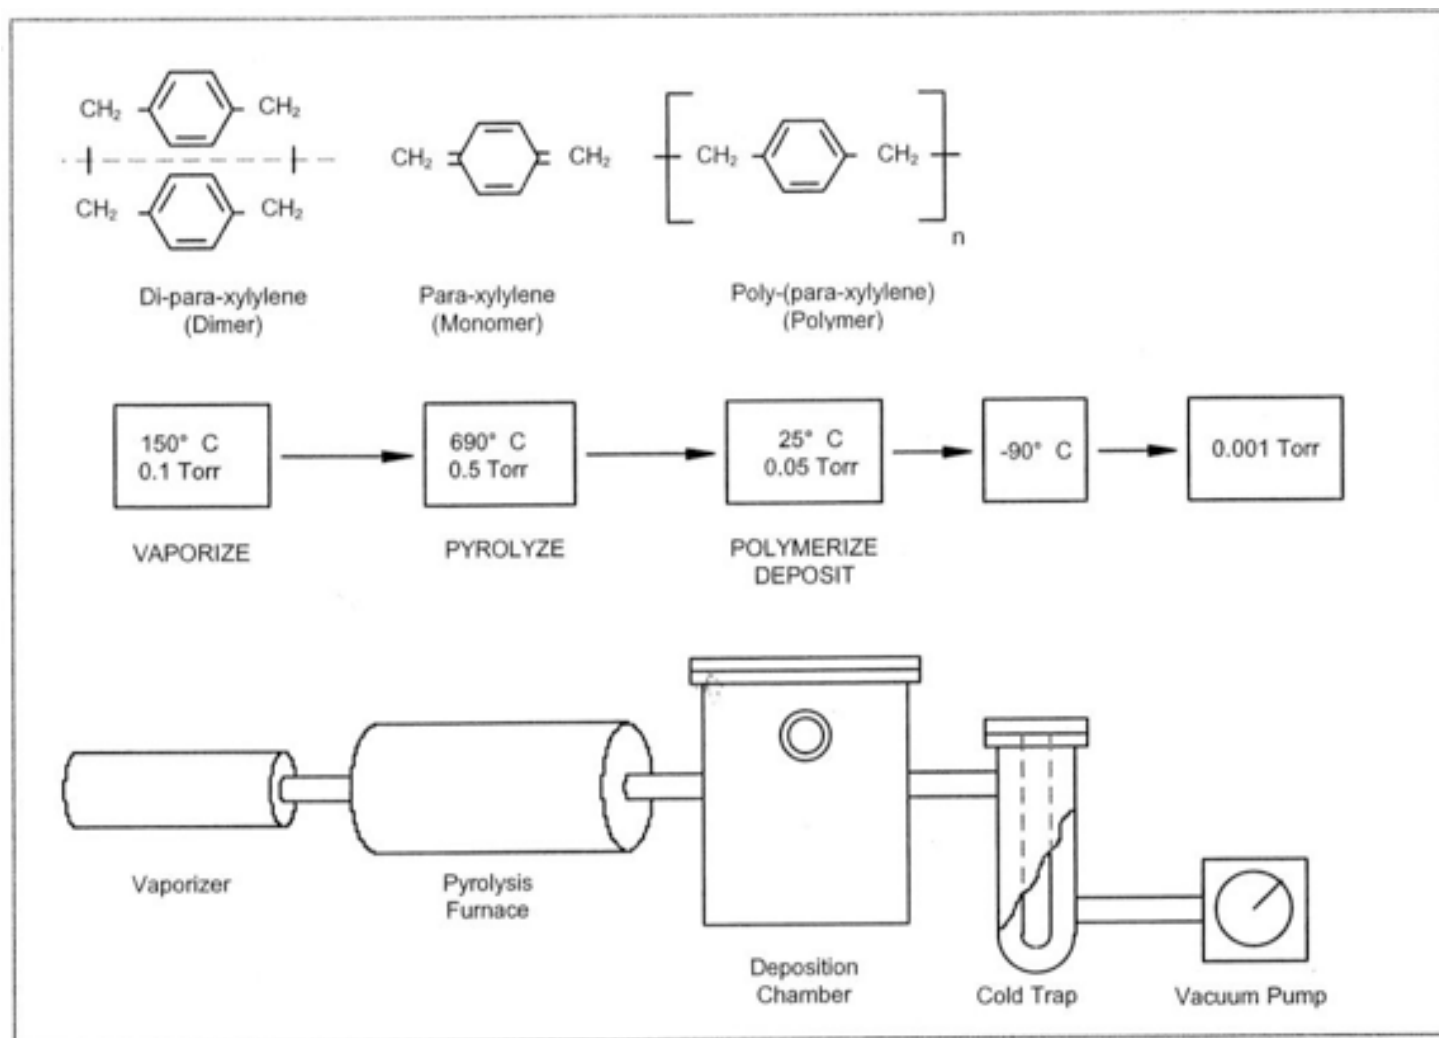 CH₂ CH₂
CH₂ CH₂
CH₂ CH₂
CH₂ CH₂
n
Di-para-xylylene
(Dimer)
Para-xylylene
(Monomer)
Poly-(para-xylylene)
(Polymer)
150° C
0.1 Torr
690° C
0.5 Torr
25° C
0.05 Torr
-90° C
0.001 Torr
VAPORIZE
PYROLYZE
POLYMERIZE
DEPOSIT
Vaporizer
Pyrolysis
Furnace
Deposition
Chamber
Cold Trap
Vacuum Pump